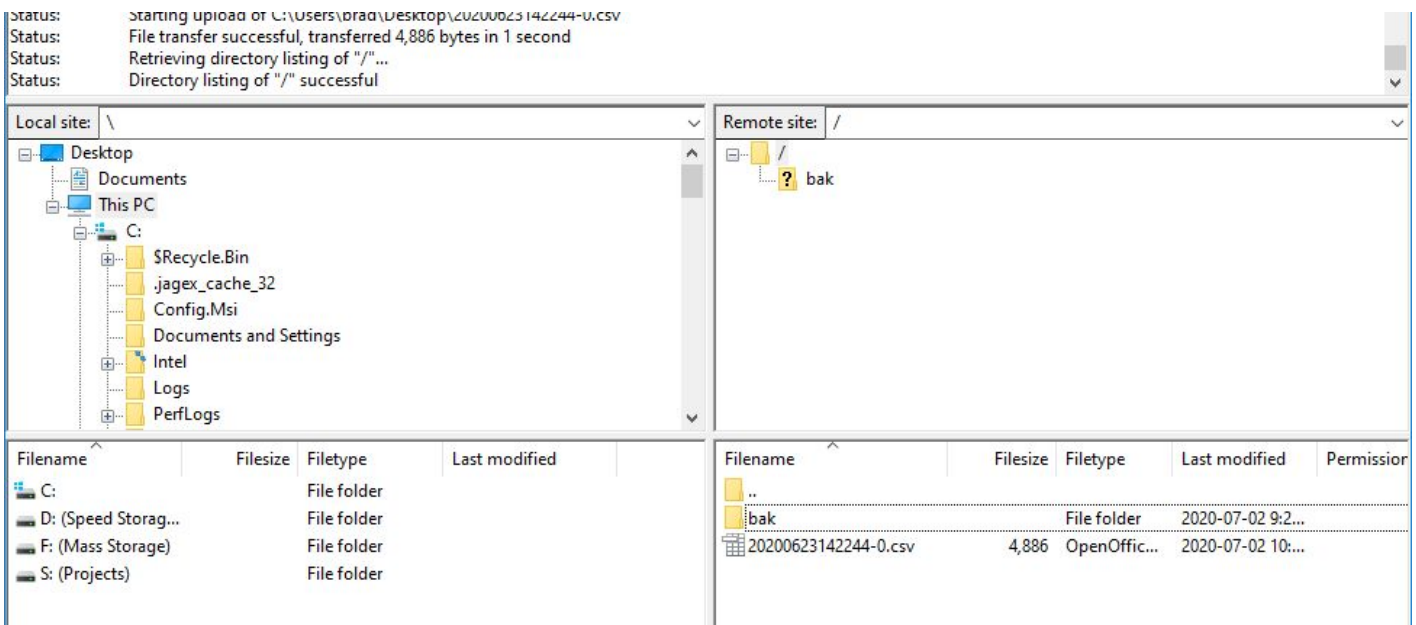 Status: Starting upload of C:\Users\brad\Desktop\20200623142244-0.csv
Status: File transfer successful, transferred 4,886 bytes in 1 second
Status: Retrieving directory listing of "/"...
Status: Directory listing of "/" successful
Local site: \
Desktop
Documents
This PC
C:
$Recycle.Bin
.jagex_cache_32
Config.Msi
Documents and Settings
Intel
Logs
PerfLogs
Remote site: /
/
? bak
Filename Filesize Filetype Last modified
C: File folder
D: (Speed Storag... File folder
F: (Mass Storage) File folder
S: (Projects) File folder
Filename Filesize Filetype Last modified Permission
..
bak File folder 2020-07-02 9:2...
20200623142244-0.csv 4,886 OpenOffic... 2020-07-02 10:...